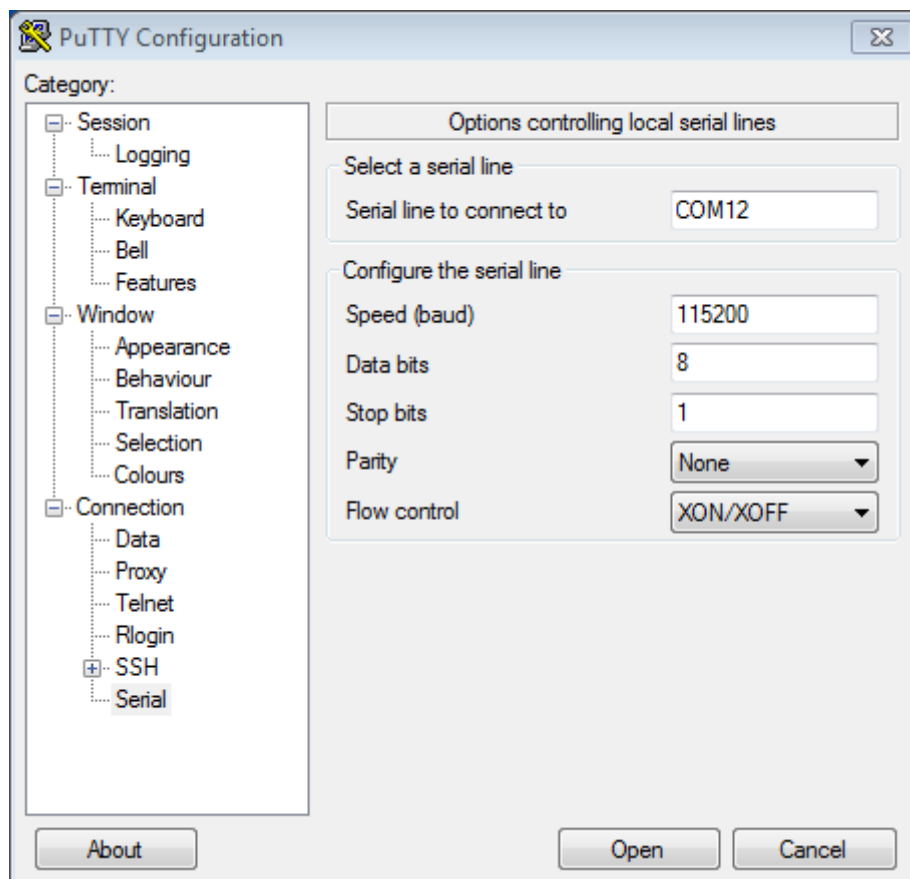 PuTTY Configuration
Category:
Session
Logging
Terminal
Keyboard
Bell
Features
Window
Appearance
Behaviour
Translation
Selection
Colours
Connection
Data
Proxy
Telnet
Rlogin
SSH
Serial
Options controlling local serial lines
Select a serial line
Serial line to connect to COM12
Configure the serial line
Speed (baud) 115200
Data bits 8
Stop bits 1
Parity None
Flow control XON/XOFF
About Open Cancel